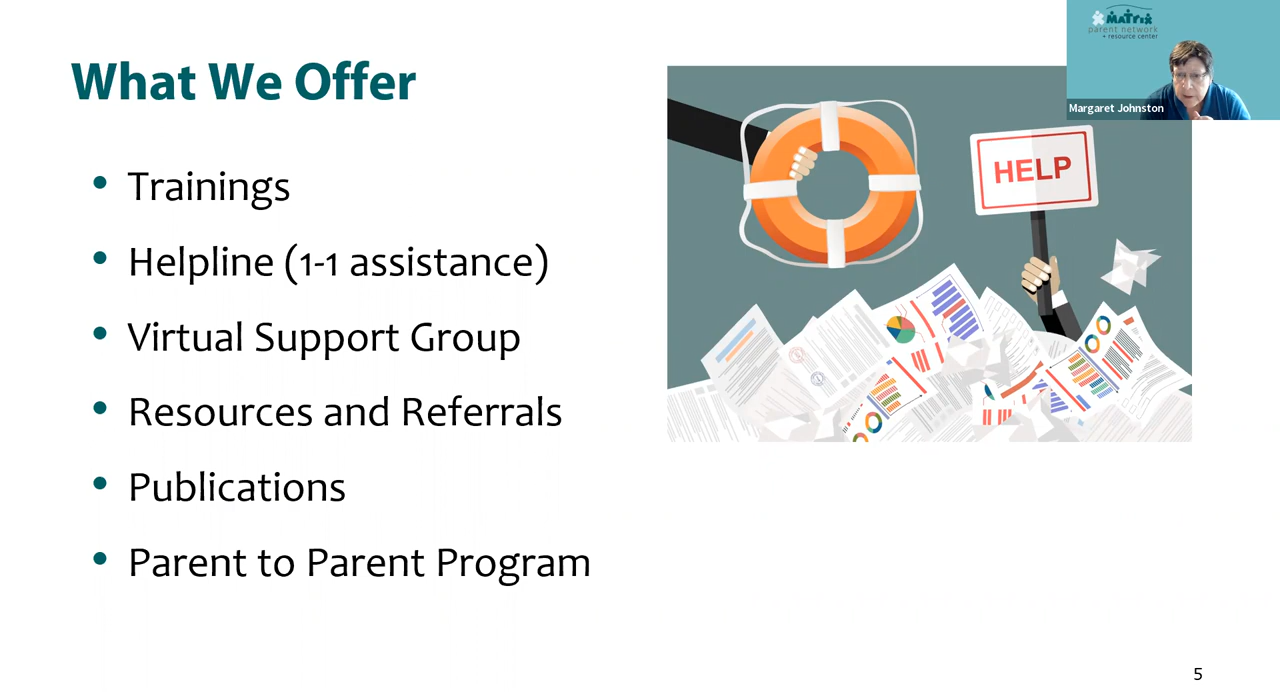 What We Offer
• Trainings
• Helpline (1-1 assistance)
• Virtual Support Group
• Resources and Referrals
• Publications
• Parent to Parent Program
HELP
MATRIX
parent network
+ resource center
Margaret Johnston
5